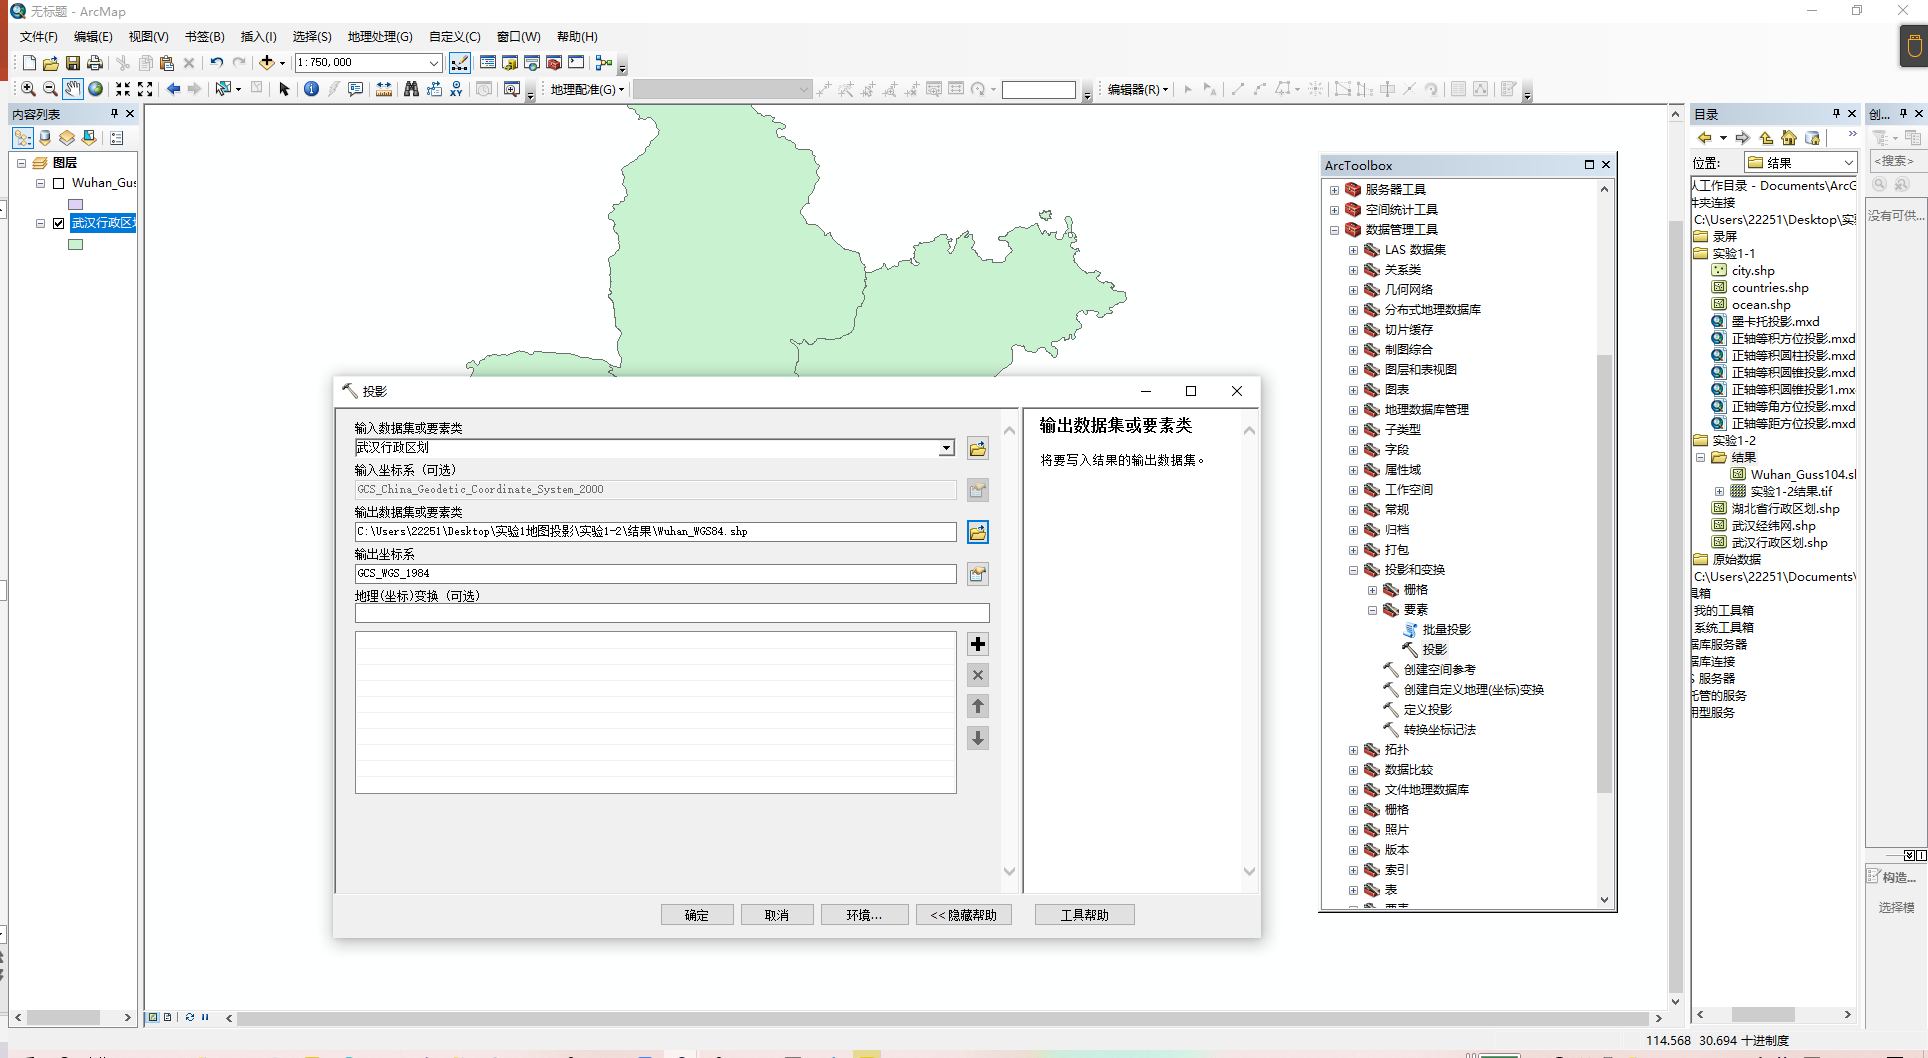 无标题 - ArcMap
文件(F) 编辑(E) 视图(V) 书签(B) 插入(I) 选择(S) 地理处理(G) 自定义(C) 窗口(W) 帮助(H)
1:750,000
地理配准(G)
编辑器(R)
内容列表
图层
Wuhan_Gus
武汉行政区划
投影
输入数据集或要素类
武汉行政区划
输入坐标系 (可选)
GCS_China_Geodetic_Coordinate_System_2000
输出数据集或要素类
C:\Users\22251\Desktop\实验1地图投影\实验1-2\结果\Wuhan_WGS84.shp
输出坐标系
GCS_WGS_1984
地理(坐标)变换 (可选)
输出数据集或要素类
将要写入结果的输出数据集。
确定 取消 环境... << 隐藏帮助 工具帮助
ArcToolbox
服务器工具
空间统计工具
数据管理工具
LAS 数据集
关系类
几何网络
分布式地理数据库
切片缓存
制图综合
图层和表视图
图表
地理数据库管理
子类型
字段
属性域
工作空间
常规
归档
打包
投影和变换
栅格
要素
批量投影
投影
创建空间参考
创建自定义地理(坐标)变换
定义投影
转换坐标记法
拓扑
数据比较
文件地理数据库
栅格
照片
版本
索引
表
目录
位置: 结果
人工作目录 - Documents\ArcG
件夹连接
C:\Users\22251\Desktop\实
录屏
实验1-1
city.shp
countries.shp
ocean.shp
墨卡托投影.mxd
正轴等积方位投影.mxd
正轴等积圆柱投影.mxd
正轴等积圆锥投影.mxd
正轴等积圆锥投影1.mx
正轴等角方位投影.mxd
正轴等距方位投影.mxd
实验1-2
结果
Wuhan_Guss104.sh
实验1-2结果.tif
湖北省行政区划.shp
武汉经纬网.shp
武汉行政区划.shp
原始数据
C:\Users\22251\Documents\
具箱
我的工具箱
系统工具箱
据库服务器
据库连接
S 服务器
托管的服务
用型服务
创...
<搜索>
没有可供...
构造...
选择模
114.568 30.694 十进制度